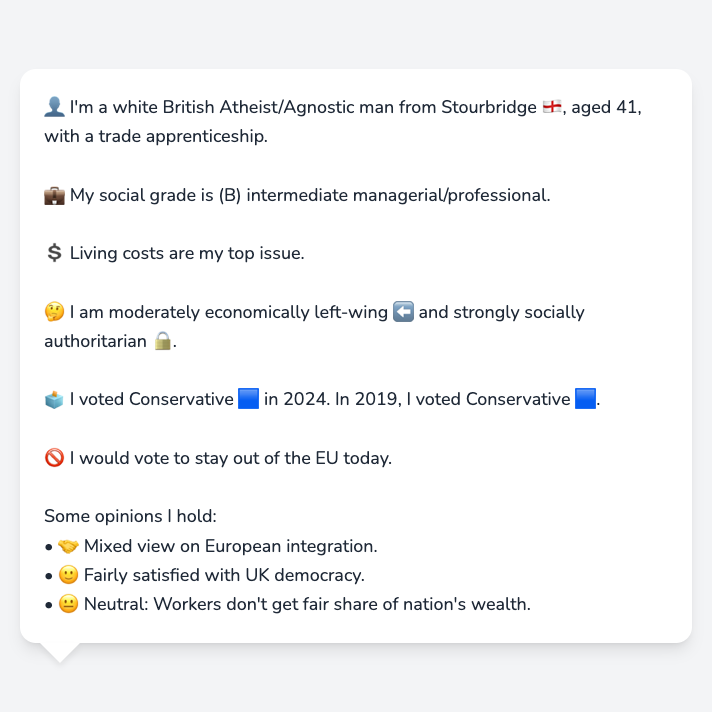 👤 I'm a white British Atheist/Agnostic man from Stourbridge 🏴󠁧󠁢󠁥󠁮󠁧󠁿, aged 41,
with a trade apprenticeship.
💼 My social grade is (B) intermediate managerial/professional.
💲 Living costs are my top issue.
🤔 I am moderately economically left-wing ⬅️ and strongly socially
authoritarian 🔒.
🗳️ I voted Conservative 🟦 in 2024. In 2019, I voted Conservative 🟦.
🚫 I would vote to stay out of the EU today.
Some opinions I hold:
• 🤝 Mixed view on European integration.
• 🙂 Fairly satisfied with UK democracy.
• 😐 Neutral: Workers don't get fair share of nation's wealth.